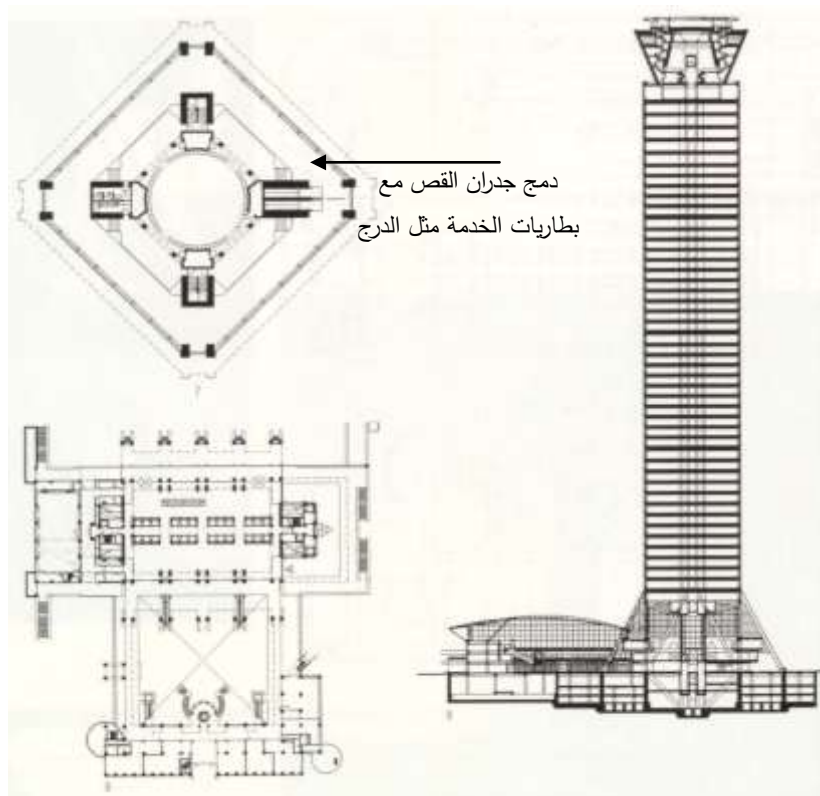 دمج جدران القص مع
بطاريات الخدمة مثل الدرج